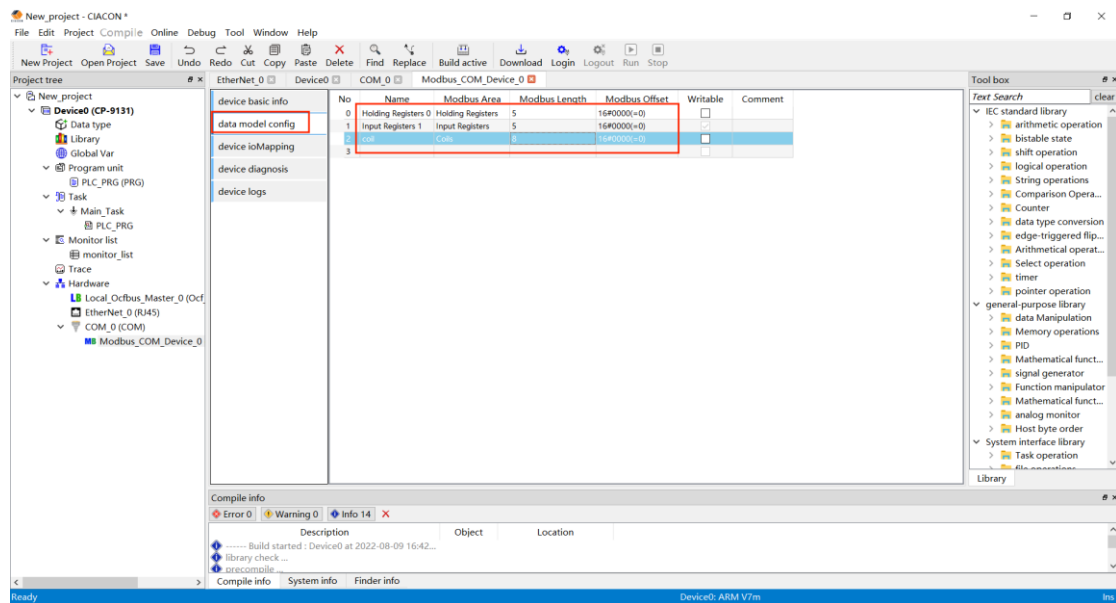 New_project - CIACON *
File Edit Project Compile Online Debug Tool Window Help
New Project Open Project Save Undo Redo Cut Copy Paste Delete Find Replace Build active Download Login Logout Run Stop
Project tree
New_project
Device0 (CP-9131)
Data type
Library
Global Var
Program unit
PLC_PRG (PRG)
Task
Main_Task
PLC_PRG
Monitor list
monitor_list
Trace
Hardware
Local_Ocfbus_Master_0 (Ocf
EtherNet_0 (RJ45)
COM_0 (COM)
Modbus_COM_Device_0
EtherNet_0 Device0 COM_0 Modbus_COM_Device_0
device basic info
data model config
device ioMapping
device diagnosis
device logs
No Name Modbus Area Modbus Length Modbus Offset Writable Comment
0 Holding Registers 0 Holding Registers 5 16#0000(=0)
1 Input Registers 1 Input Registers 5 16#0000(=0)
2 Coils 8 16#0000(=0)
3
Tool box
Text Search clear
IEC standard library
arithmetic operation
bistable state
shift operation
logical operation
String operations
Comparison Opera...
Counter
data type conversion
edge-triggered flip...
Arithmetical operat...
Select operation
timer
pointer operation
general-purpose library
data Manipulation
Memory operations
PID
Mathematical funct...
signal generator
Function manipulator
Mathematical funct...
analog monitor
Host byte order
System interface library
Task operation
file operations
Library
Compile info
Error 0 Warning 0 Info 14
Description Object Location
------ Build started : Device0 at 2022-08-09 16:42...
library check ...
precompile ...
Compile info System info Finder info
Ready Device0: ARM V7m Ins